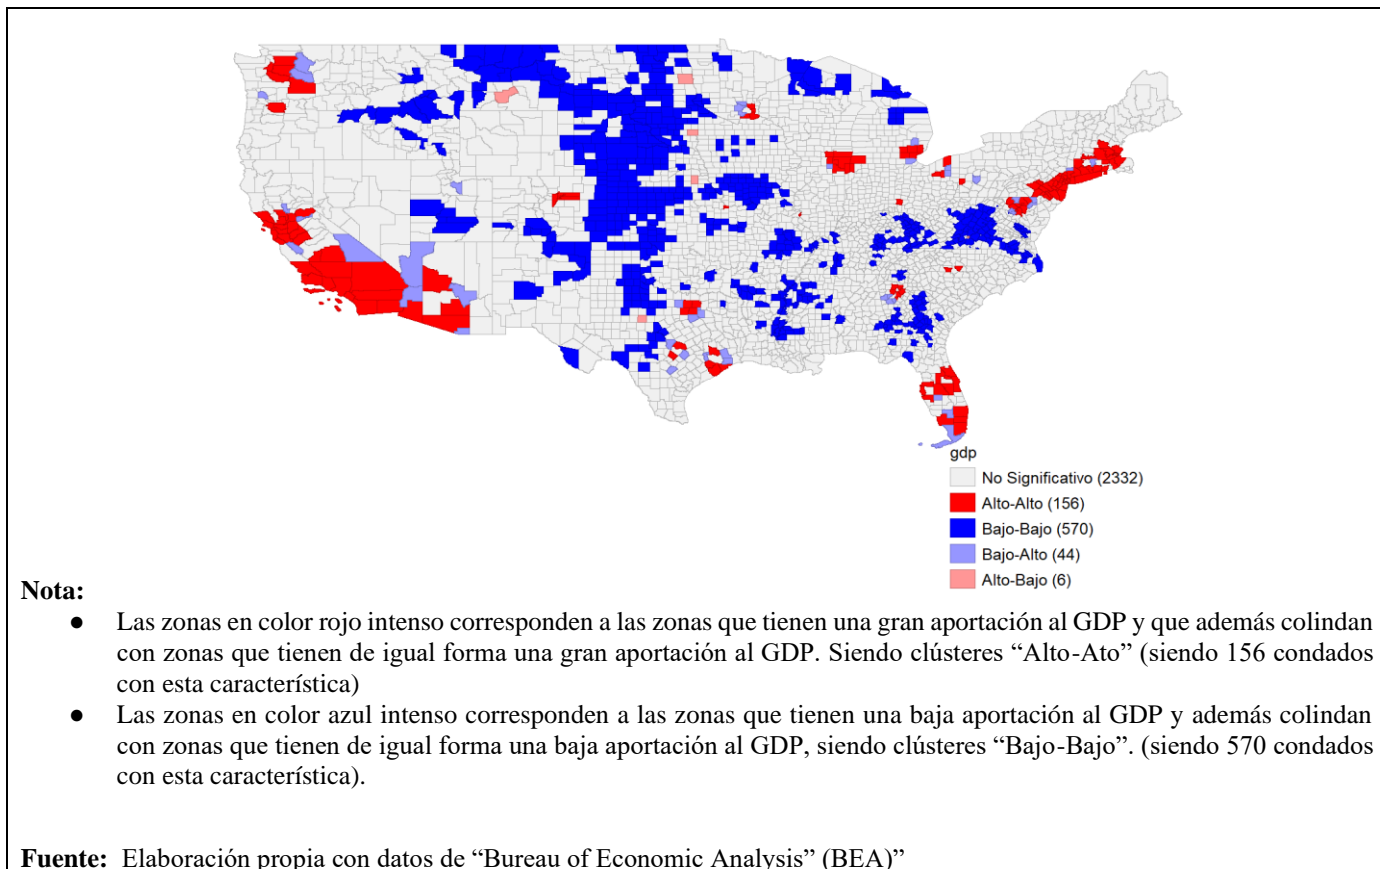 gdp
No Significativo (2332)
Alto-Alto (156)
Bajo-Bajo (570)
Bajo-Alto (44)
Alto-Bajo (6)
Nota:
● Las zonas en color rojo intenso corresponden a las zonas que tienen una gran aportación al GDP y que además colindan
con zonas que tienen de igual forma una gran aportación al GDP. Siendo clústeres “Alto-Ato” (siendo 156 condados
con esta característica)
● Las zonas en color azul intenso corresponden a las zonas que tienen una baja aportación al GDP y además colindan
con zonas que tienen de igual forma una baja aportación al GDP, siendo clústeres “Bajo-Bajo”. (siendo 570 condados
con esta característica).
Fuente: Elaboración propia con datos de “Bureau of Economic Analysis” (BEA)”